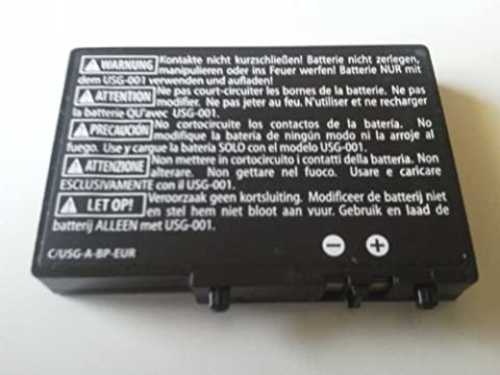 WARNUNG Kontakte nicht kurzschließen! Batterie nicht zerlegen,
manipulieren oder ins Feuer werfen! Batterie NUR mit
dem USG-001 verwenden und aufladen!
ATTENTION Ne pas court-circuiter les bornes de la batterie. Ne pas
modifier. Ne pas jeter au feu. N'utiliser et ne recharger
la batterie QU'avec USG-001.
PRECAUCIÓN No cortocircuite los contactos de la batería. No
modifique la batería de ningún modo ni la arroje al
fuego. Use y cargue la batería SOLO con el modelo USG-001.
ATTENZIONE Non mettere in cortocircuito i contatti della batteria. Non
alterare. Non gettare nel fuoco. Usare e caricare
ESCLUSIVAMENTE con il USG-001.
LET OP! Veroorzaak geen kortsluiting. Modificeer de batterij niet
en stel hem niet bloot aan vuur. Gebruik en laad de
batterij ALLEEN met USG-001.
C/USG-A-BP-EUR
− +